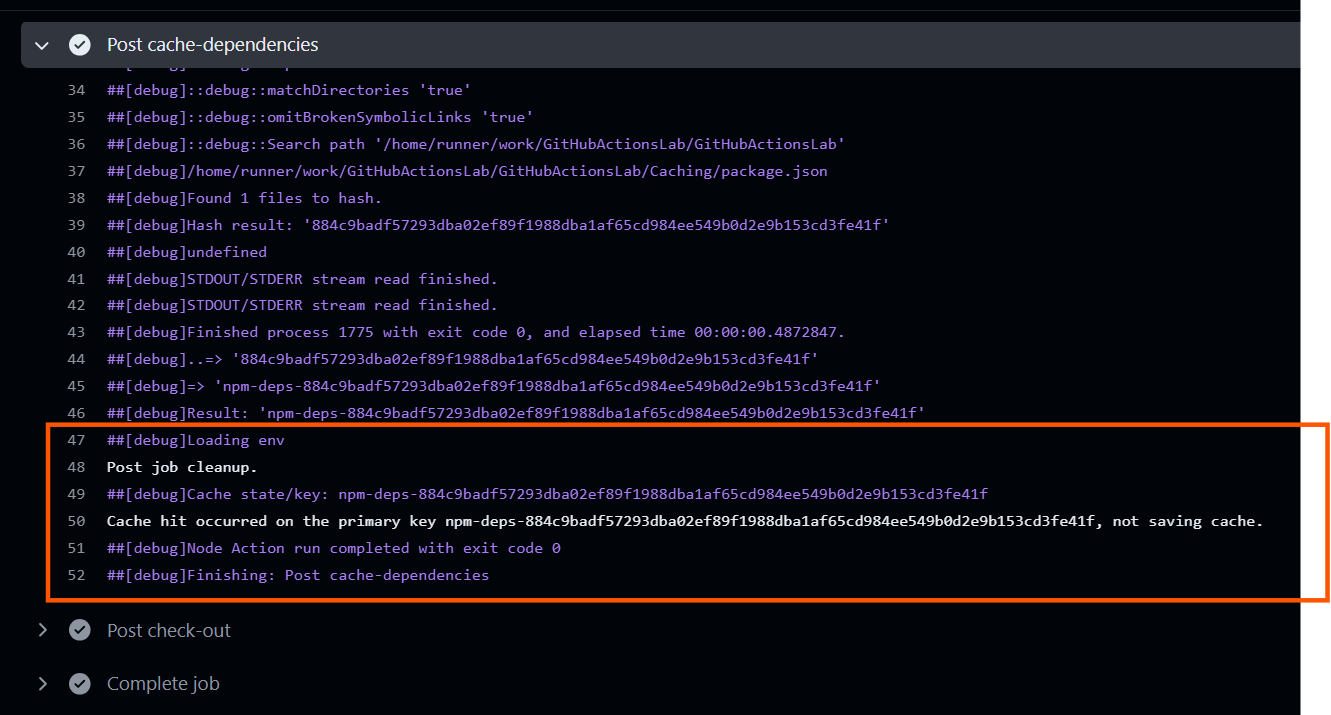 Post cache-dependencies
34 ##[debug]::debug::matchDirectories 'true'
35 ##[debug]::debug::omitBrokenSymbolicLinks 'true'
36 ##[debug]::debug::Search path '/home/runner/work/GitHubActionsLab/GitHubActionsLab'
37 ##[debug]/home/runner/work/GitHubActionsLab/GitHubActionsLab/Caching/package.json
38 ##[debug]Found 1 files to hash.
39 ##[debug]Hash result: '884c9badf57293dba02ef89f1988dba1af65cd984ee549b0d2e9b153cd3fe41f'
40 ##[debug]undefined
41 ##[debug]STDOUT/STDERR stream read finished.
42 ##[debug]STDOUT/STDERR stream read finished.
43 ##[debug]Finished process 1775 with exit code 0, and elapsed time 00:00:00.4872847.
44 ##[debug]..=> '884c9badf57293dba02ef89f1988dba1af65cd984ee549b0d2e9b153cd3fe41f'
45 ##[debug]=> 'npm-deps-884c9badf57293dba02ef89f1988dba1af65cd984ee549b0d2e9b153cd3fe41f'
46 ##[debug]Result: 'npm-deps-884c9badf57293dba02ef89f1988dba1af65cd984ee549b0d2e9b153cd3fe41f'
47 ##[debug]Loading env
48 Post job cleanup.
49 ##[debug]Cache state/key: npm-deps-884c9badf57293dba02ef89f1988dba1af65cd984ee549b0d2e9b153cd3fe41f
50 Cache hit occurred on the primary key npm-deps-884c9badf57293dba02ef89f1988dba1af65cd984ee549b0d2e9b153cd3fe41f, not saving cache.
51 ##[debug]Node Action run completed with exit code 0
52 ##[debug]Finishing: Post cache-dependencies
Post check-out
Complete job